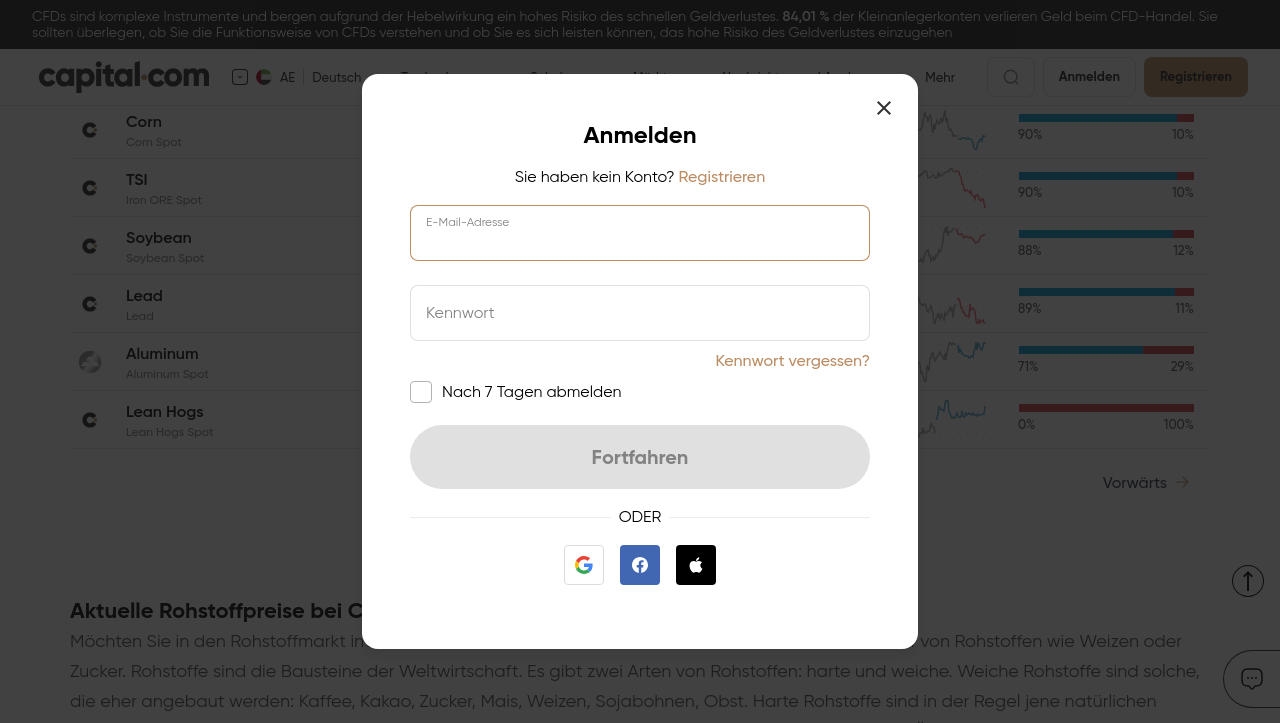 CFDs sind komplexe Instrumente und bergen aufgrund der Hebelwirkung ein hohes Risiko des schnellen Geldverlustes. 84,01 % der Kleinanlegerkonten verlieren Geld beim CFD-Handel. Sie
sollten überlegen, ob Sie die Funktionsweise von CFDs verstehen und ob Sie es sich leisten können, das hohe Risiko des Geldverlustes einzugehen
capital.com AE Deutsch Mehr Anmelden Registrieren
Corn
Corn Spot
90% 10%
TSI
Iron ORE Spot
90% 10%
Soybean
Soybean Spot
88% 12%
Lead
Lead
89% 11%
Aluminum
Aluminum Spot
71% 29%
Lean Hogs
Lean Hogs Spot
0% 100%
Vorwärts
Anmelden
Sie haben kein Konto? Registrieren
E-Mail-Adresse
Kennwort
Kennwort vergessen?
Nach 7 Tagen abmelden
Fortfahren
ODER
Aktuelle Rohstoffpreise bei C
Möchten Sie in den Rohstoffmarkt in von Rohstoffen wie Weizen oder
Zucker. Rohstoffe sind die Bausteine der Weltwirtschaft. Es gibt zwei Arten von Rohstoffen: harte und weiche. Weiche Rohstoffe sind solche,
die eher angebaut werden: Kaffee, Kakao, Zucker, Mais, Weizen, Sojabohnen, Obst. Harte Rohstoffe sind in der Regel jene natürlichen